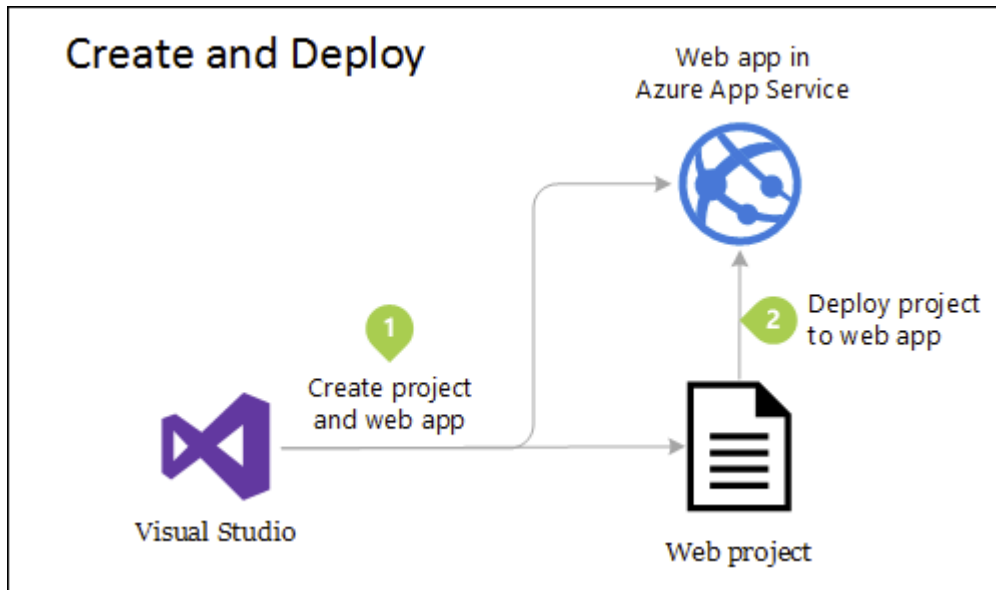 Create and Deploy
Web app in
Azure App Service
1
Create project
and web app
2
Deploy project
to web app
Visual Studio
Web project